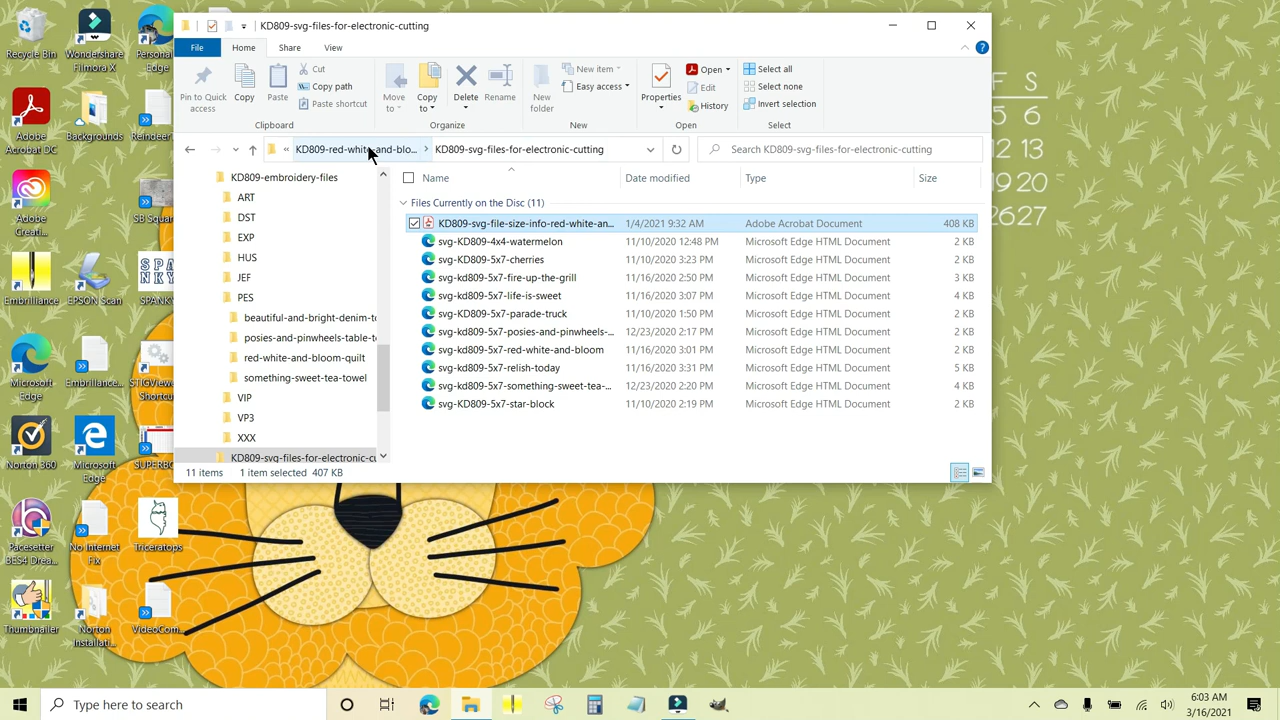 KD809-svg-files-for-electronic-cutting
File Home Share View
Pin to Quick access
Copy
Paste
Cut
Copy path
Paste shortcut
Clipboard
Move to
Copy to
Delete
Rename
Organize
New folder
New item
Easy access
New
Properties
Open
Edit
History
Open
Select all
Select none
Invert selection
Select
« KD809-red-white-and-blo... > KD809-svg-files-for-electronic-cutting
Search KD809-svg-files-for-electronic-cutting
KD809-embroidery-files
ART
DST
EXP
HUS
JEF
PES
beautiful-and-bright-denim-to
posies-and-pinwheels-table-to
red-white-and-bloom-quilt
something-sweet-tea-towel
VIP
VP3
XXX
KD809-svg-files-for-electronic-cu
Name Date modified Type Size
Files Currently on the Disc (11)
KD809-svg-file-size-info-red-white-an... 1/4/2021 9:32 AM Adobe Acrobat Document 408 KB
svg-KD809-4x4-watermelon 11/10/2020 12:48 PM Microsoft Edge HTML Document 2 KB
svg-KD809-5x7-cherries 11/10/2020 3:23 PM Microsoft Edge HTML Document 2 KB
svg-kd809-5x7-fire-up-the-grill 11/16/2020 2:50 PM Microsoft Edge HTML Document 3 KB
svg-kd809-5x7-life-is-sweet 11/16/2020 3:07 PM Microsoft Edge HTML Document 4 KB
svg-KD809-5x7-parade-truck 11/10/2020 1:50 PM Microsoft Edge HTML Document 2 KB
svg-kd809-5x7-posies-and-pinwheels-... 12/23/2020 2:17 PM Microsoft Edge HTML Document 2 KB
svg-kd809-5x7-red-white-and-bloom 11/16/2020 3:01 PM Microsoft Edge HTML Document 2 KB
svg-kd809-5x7-relish-today 11/16/2020 3:31 PM Microsoft Edge HTML Document 5 KB
svg-kd809-5x7-something-sweet-tea-... 12/23/2020 2:20 PM Microsoft Edge HTML Document 4 KB
svg-KD809-5x7-star-block 11/10/2020 2:19 PM Microsoft Edge HTML Document 2 KB
11 items 1 item selected 407 KB
Recycle Bin
Wondershare Filmora X
Personal Edge
Adobe Acrobat DC
Backgrounds
Reindeer
Adobe Creati...
SB Square
Embrilliance
EPSON Scan
SPANKY
Microsoft Edge
Embrilliance...
STIGViewe
Norton 360
Microsoft Edge
SUPERBO
Pacesetter BES4 Drea...
No Internet Fix
Triceratops
Thumbnailer
Norton Installati...
VideoCom...
F S
5 6
12 13
19 20
26 27
Type here to search
6:03 AM
3/16/2021